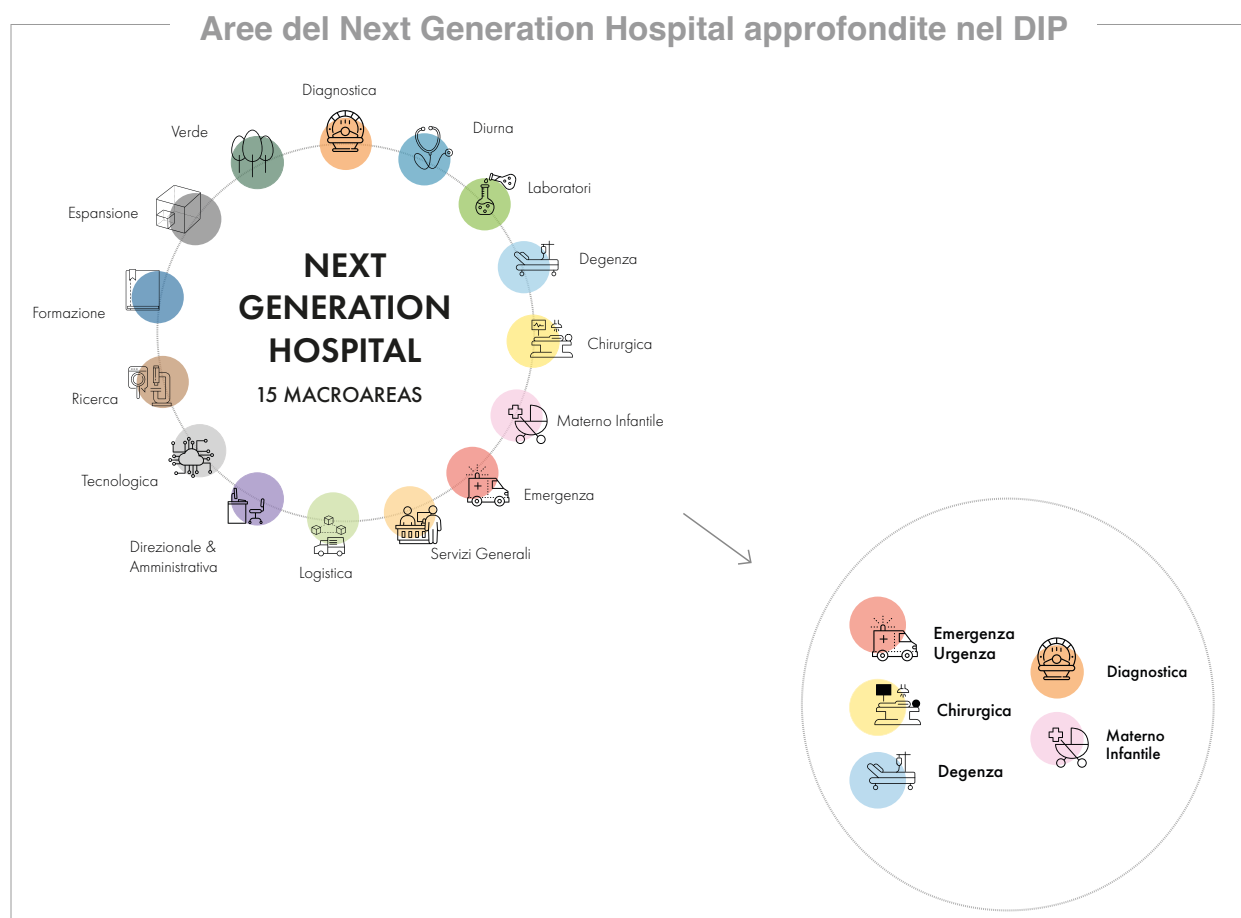 Aree del Next Generation Hospital approfondite nel DIP
Diagnostica
Diurna
Laboratori
Degenza
Chirurgica
Materno Infantile
Emergenza
Servizi Generali
Logistica
Direzionale &
Amministrativa
Tecnologica
Ricerca
Formazione
Espansione
Verde
NEXT
GENERATION
HOSPITAL
15 MACROAREAS
Emergenza
Urgenza
Chirurgica
Degenza
Diagnostica
Materno
Infantile